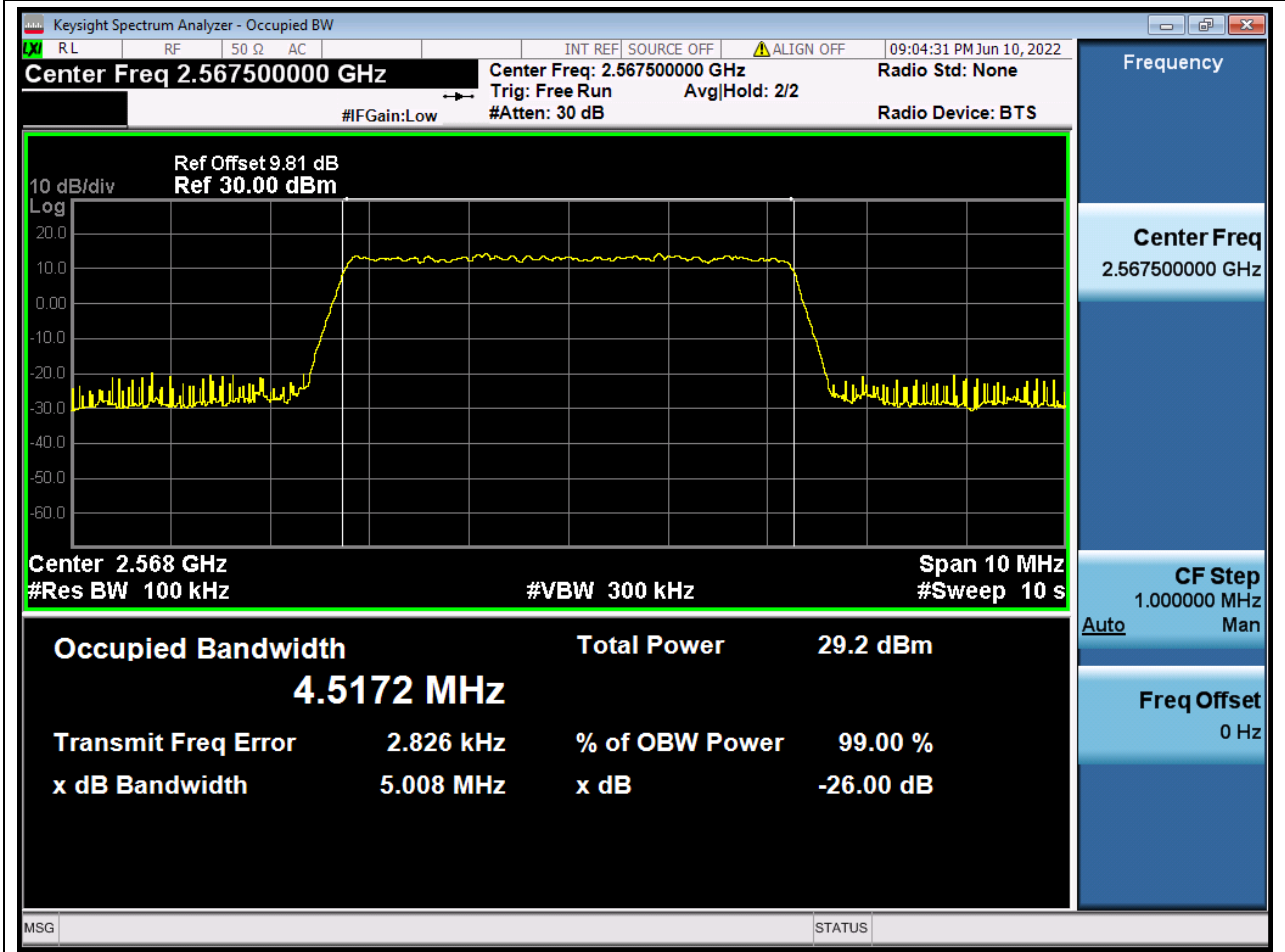 Keysight Spectrum Analyzer - Occupied BW
LXI RL RF 50 Ω AC INT REF SOURCE OFF ALIGN OFF 09:04:31 PM Jun 10, 2022
Center Freq 2.567500000 GHz
Center Freq: 2.567500000 GHz Radio Std: None
Trig: Free Run Avg|Hold: 2/2
#IFGain:Low #Atten: 30 dB Radio Device: BTS
Ref Offset 9.81 dB
10 dB/div Ref 30.00 dBm
Log
20.0
10.0
0.00
-10.0
-20.0
-30.0
-40.0
-50.0
-60.0
Center 2.568 GHz Span 10 MHz
#Res BW 100 kHz #VBW 300 kHz #Sweep 10 s
Occupied Bandwidth Total Power 29.2 dBm
4.5172 MHz
Transmit Freq Error 2.826 kHz % of OBW Power 99.00 %
x dB Bandwidth 5.008 MHz x dB -26.00 dB
MSG STATUS
Frequency
Center Freq
2.567500000 GHz
CF Step
1.000000 MHz
Auto Man
Freq Offset
0 Hz